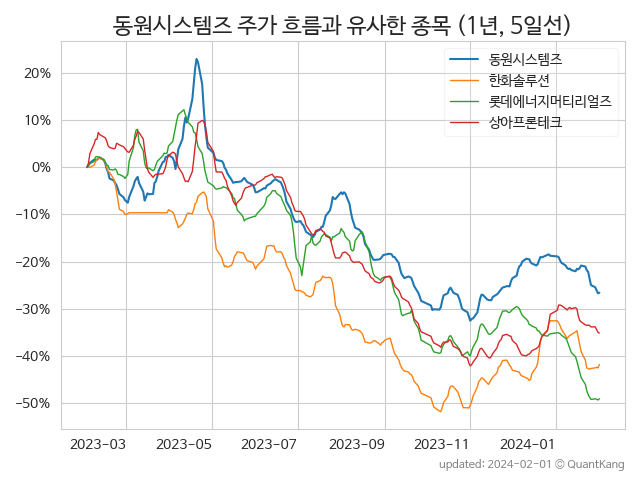 동원시스템즈 주가 흐름과 유사한 종목 (1년, 5일선)
동원시스템즈
한화솔루션
롯데에너지머티리얼즈
상아프론테크
20%
10%
0%
−10%
−20%
−30%
−40%
−50%
2023-03 2023-05 2023-07 2023-09 2023-11 2024-01
updated: 2024-02-01 © QuantKang